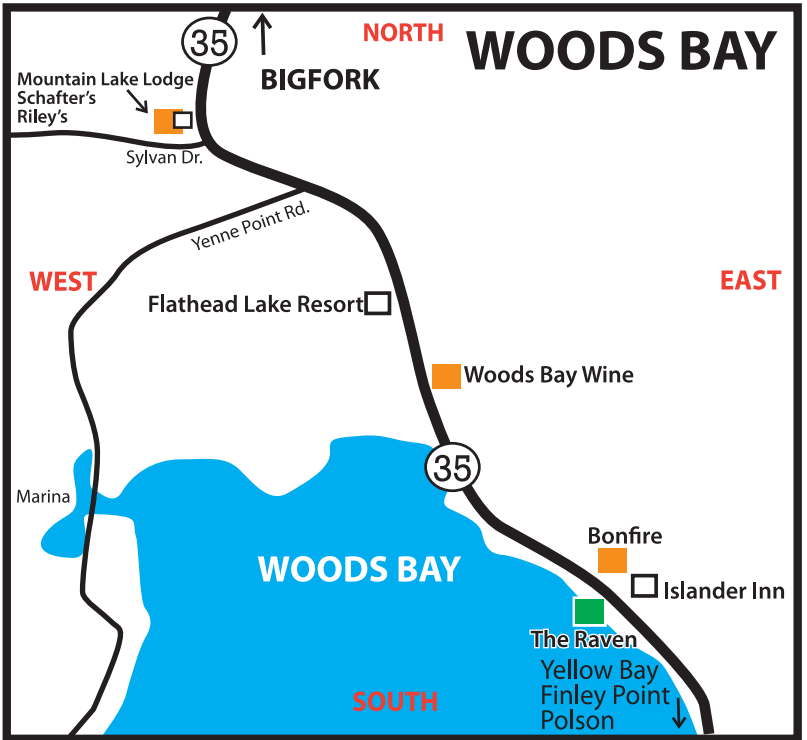 35
NORTH
WOODS BAY
BIGFORK
Mountain Lake Lodge
Schafter's
Riley's
Sylvan Dr.
Yenne Point Rd.
WEST
EAST
Flathead Lake Resort
Woods Bay Wine
35
Marina
Bonfire
WOODS BAY
Islander Inn
The Raven
Yellow Bay
Finley Point
Polson
SOUTH